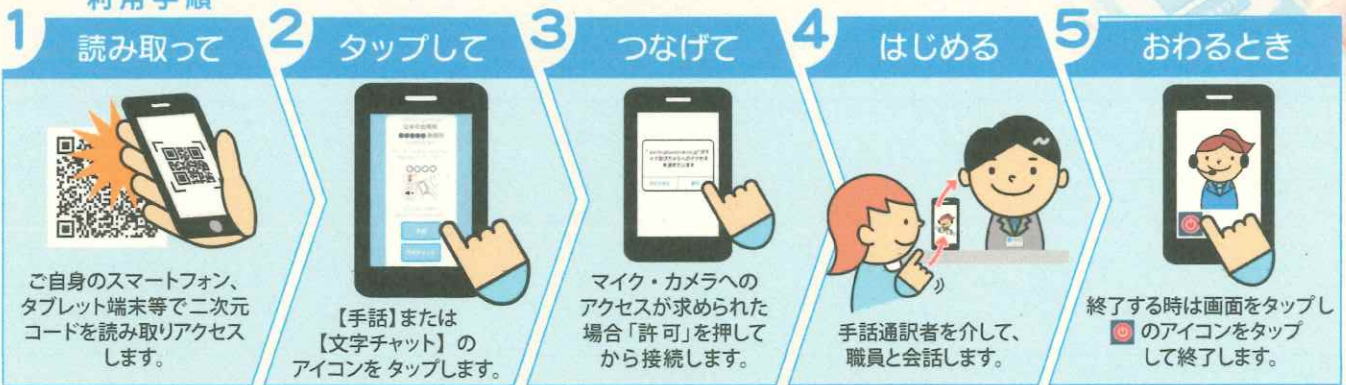 利用手順
1 読み取って
ご自身のスマートフォン、
タブレット端末等で二次元
コードを読み取りアクセス
します。
2 タップして
【手話】または
【文字チャット】の
アイコンをタップします。
3 つなげて
マイク・カメラへの
アクセスが求められた
場合「許可」を押して
から接続します。
4 はじめる
手話通訳者を介して、
職員と会話します。
5 おわるとき
終了する時は画面をタップし
のアイコンをタップ
して終了します。